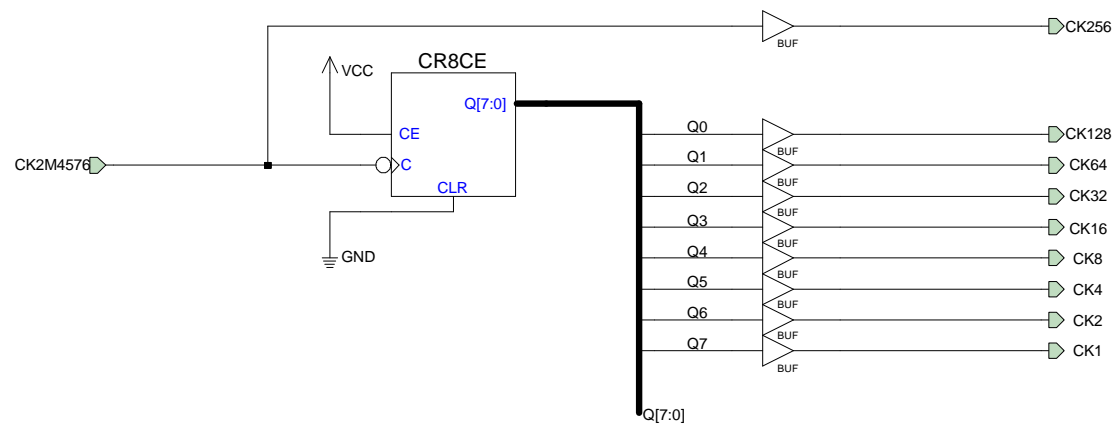 BUF
CK256
CR8CE
VCC
Q[7:0]
CE
C
CLR
CK2M4576
GND
Q0
BUF
CK128
Q1
BUF
CK64
Q2
BUF
CK32
Q3
BUF
CK16
Q4
BUF
CK8
Q5
BUF
CK4
Q6
BUF
CK2
Q7
BUF
CK1
Q[7:0]